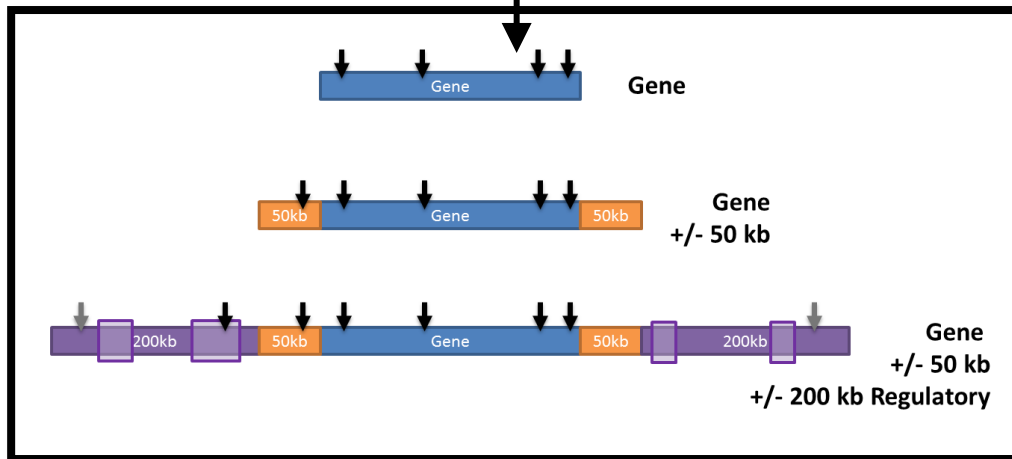 Gene
Gene
50kb
Gene
50kb
Gene
+/- 50 kb
200kb
50kb
Gene
50kb
200kb
Gene
+/- 50 kb
+/- 200 kb Regulatory